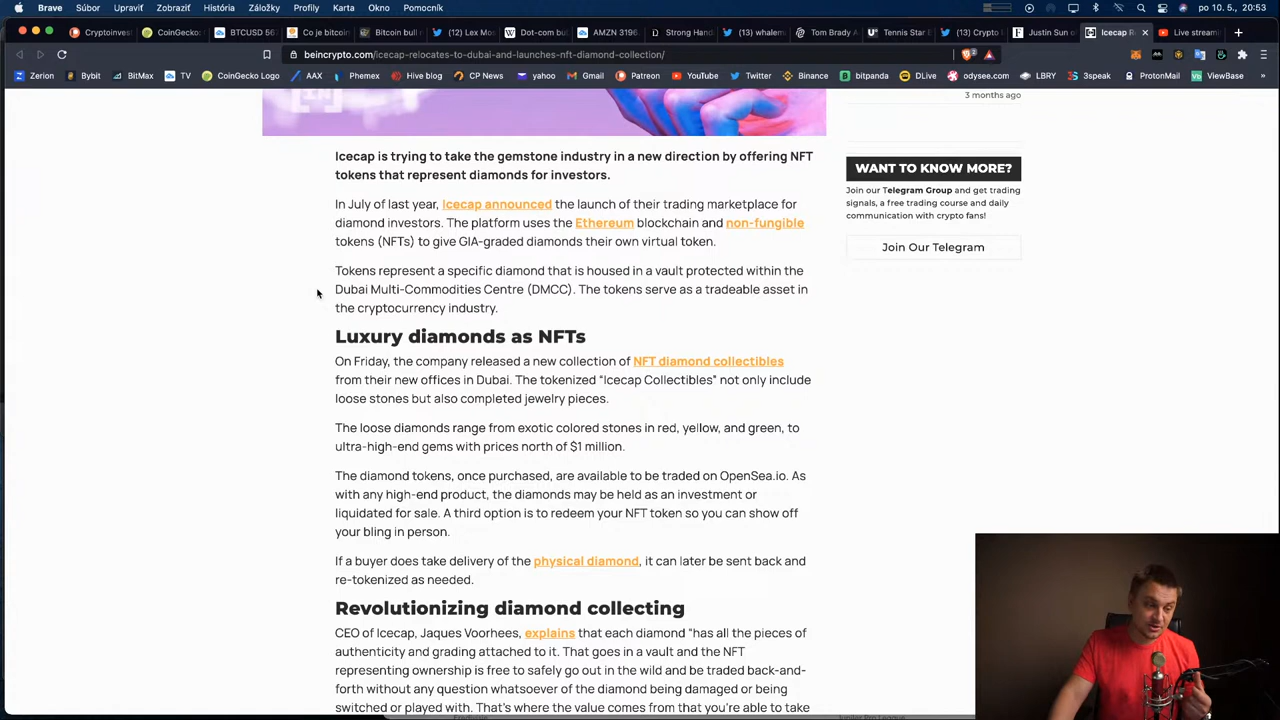 Brave Súbor Upraviť Zobraziť História Záložky Profily Karta Okno Pomocník po 10. 5., 20:53
Cryptoinves CoinGecko: BTCUSD 56 Co je bitcoin Bitcoin bull (12) Lex Mos Dot-com bu AMZN 3196. Strong Hand (13) whalem Tom Brady Tennis Star (12) Crypto Justin Sun o Icecap R Live streami
beincrypto.com/icecap-relocates-to-dubai-and-launches-nft-diamond-collection/
Zerion Bybit BitMax TV CoinGecko Logo AAX Phemex Hive blog CP News yahoo Gmail Patreon YouTube Twitter Binance bitpanda DLive odysee.com LBRY 3speak ProtonMail ViewBase
Icecap is trying to take the gemstone industry in a new direction by offering NFT
tokens that represent diamonds for investors.
In July of last year, Icecap announced the launch of their trading marketplace for
diamond investors. The platform uses the Ethereum blockchain and non-fungible
tokens (NFTs) to give GIA-graded diamonds their own virtual token.
Tokens represent a specific diamond that is housed in a vault protected within the
Dubai Multi-Commodities Centre (DMCC). The tokens serve as a tradeable asset in
the cryptocurrency industry.
Luxury diamonds as NFTs
On Friday, the company released a new collection of NFT diamond collectibles
from their new offices in Dubai. The tokenized “Icecap Collectibles” not only include
loose stones but also completed jewelry pieces.
The loose diamonds range from exotic colored stones in red, yellow, and green, to
ultra-high-end gems with prices north of $1 million.
The diamond tokens, once purchased, are available to be traded on OpenSea.io. As
with any high-end product, the diamonds may be held as an investment or
liquidated for sale. A third option is to redeem your NFT token so you can show off
your bling in person.
If a buyer does take delivery of the physical diamond, it can later be sent back and
re-tokenized as needed.
Revolutionizing diamond collecting
CEO of Icecap, Jaques Voorhees, explains that each diamond “has all the pieces of
authenticity and grading attached to it. That goes in a vault and the NFT
representing ownership is free to safely go out in the wild and be traded back-and-
forth without any question whatsoever of the diamond being damaged or being
switched or played with. That’s where the value comes from that you’re able to take
3 months ago
WANT TO KNOW MORE?
Join our Telegram Group and get trading
signals, a free trading course and daily
communication with crypto fans!
Join Our Telegram